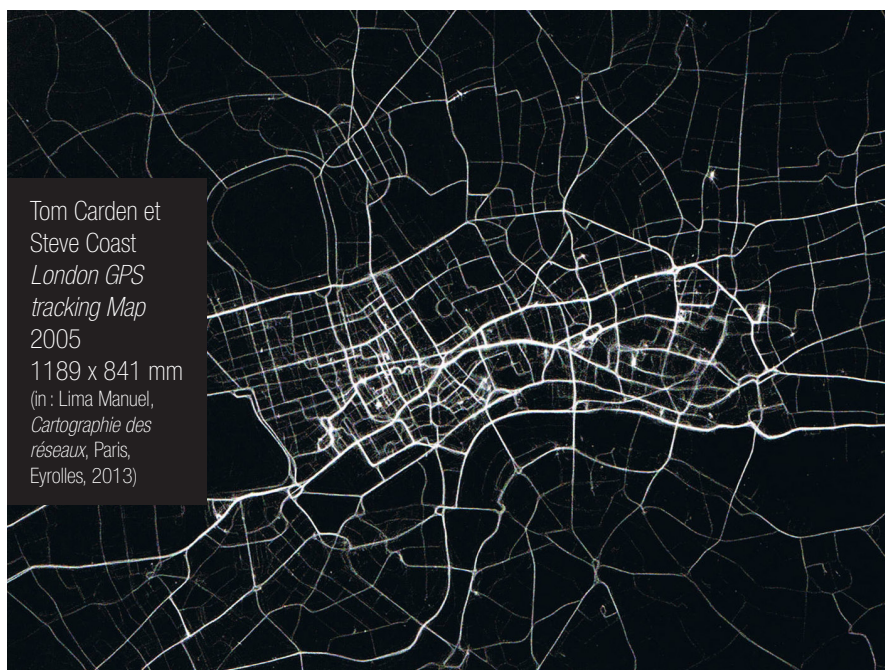 Tom Carden et
Steve Coast
London GPS
tracking Map
2005
1189 x 841 mm
(in : Lima Manuel,
Cartographie des
réseaux, Paris,
Eyrolles, 2013)